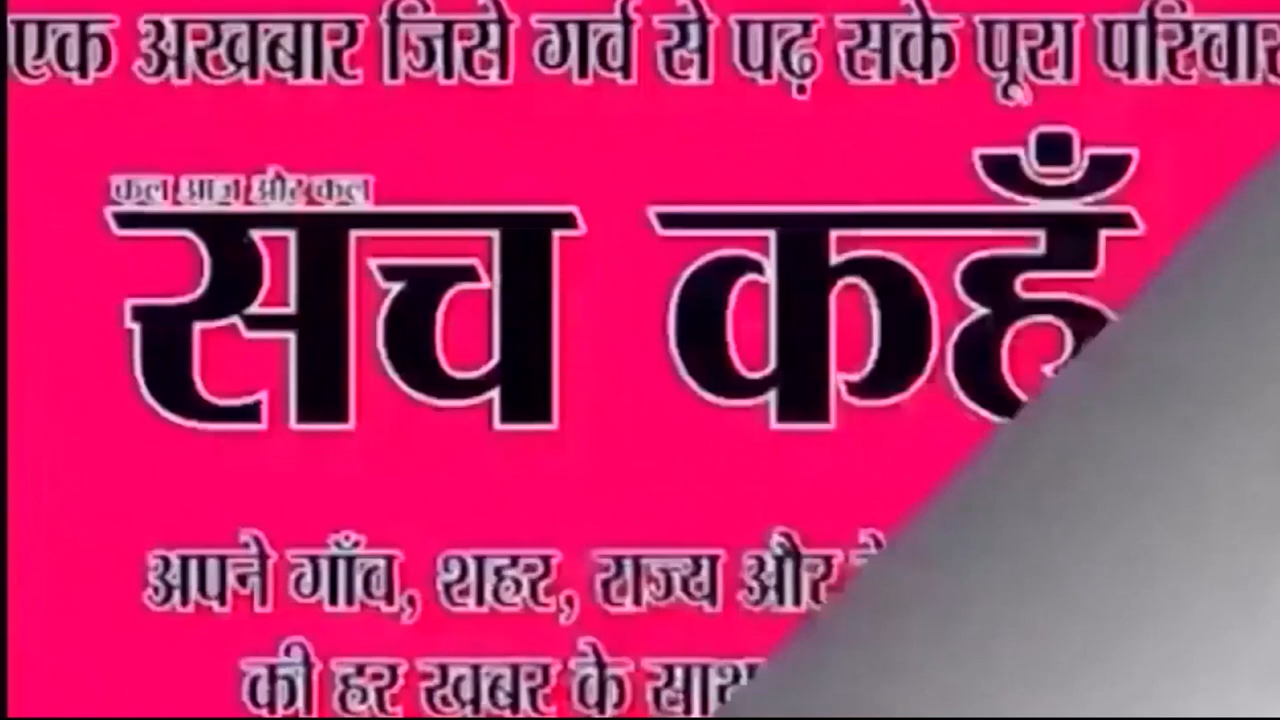 एक अखबार जिसे गर्व से पढ़ सके पूरा परिवार
कल आज और कल
सच कहूँ
अपने गाँव, शहर, राज्य और
की हर खबर के साथ